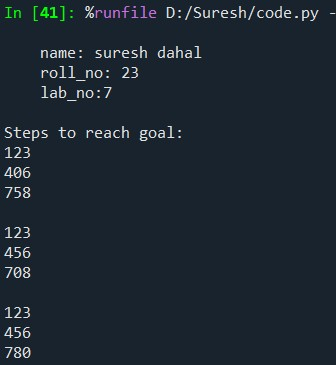 In [41]: %runfile D:/Suresh/code.py -
name: suresh dahal
roll_no: 23
lab_no:7
Steps to reach goal:
123
406
758
123
456
708
123
456
780